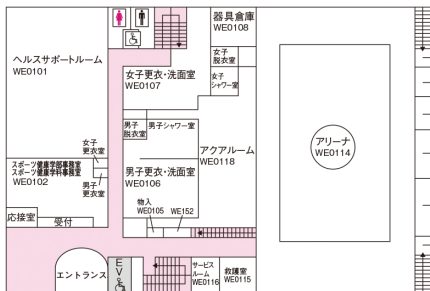 器具倉庫
WE0108
ヘルスサポートルーム
WE0101
女子更衣・洗面室
WE0107
女子
脱衣室
女子
シャワー室
男子
脱衣室
男子シャワー室
アクアルーム
WE0118
アリーナ
WE0114
女子
更衣室
スポーツ健康学部事務室
スポーツ健康学科事務室
WE0102
男子
更衣室
男子更衣・洗面室
WE0106
物入
WE0105
WE152
応接室
受付
エントランス
EV
サービス
ルーム
WE0116
救護室
WE0115